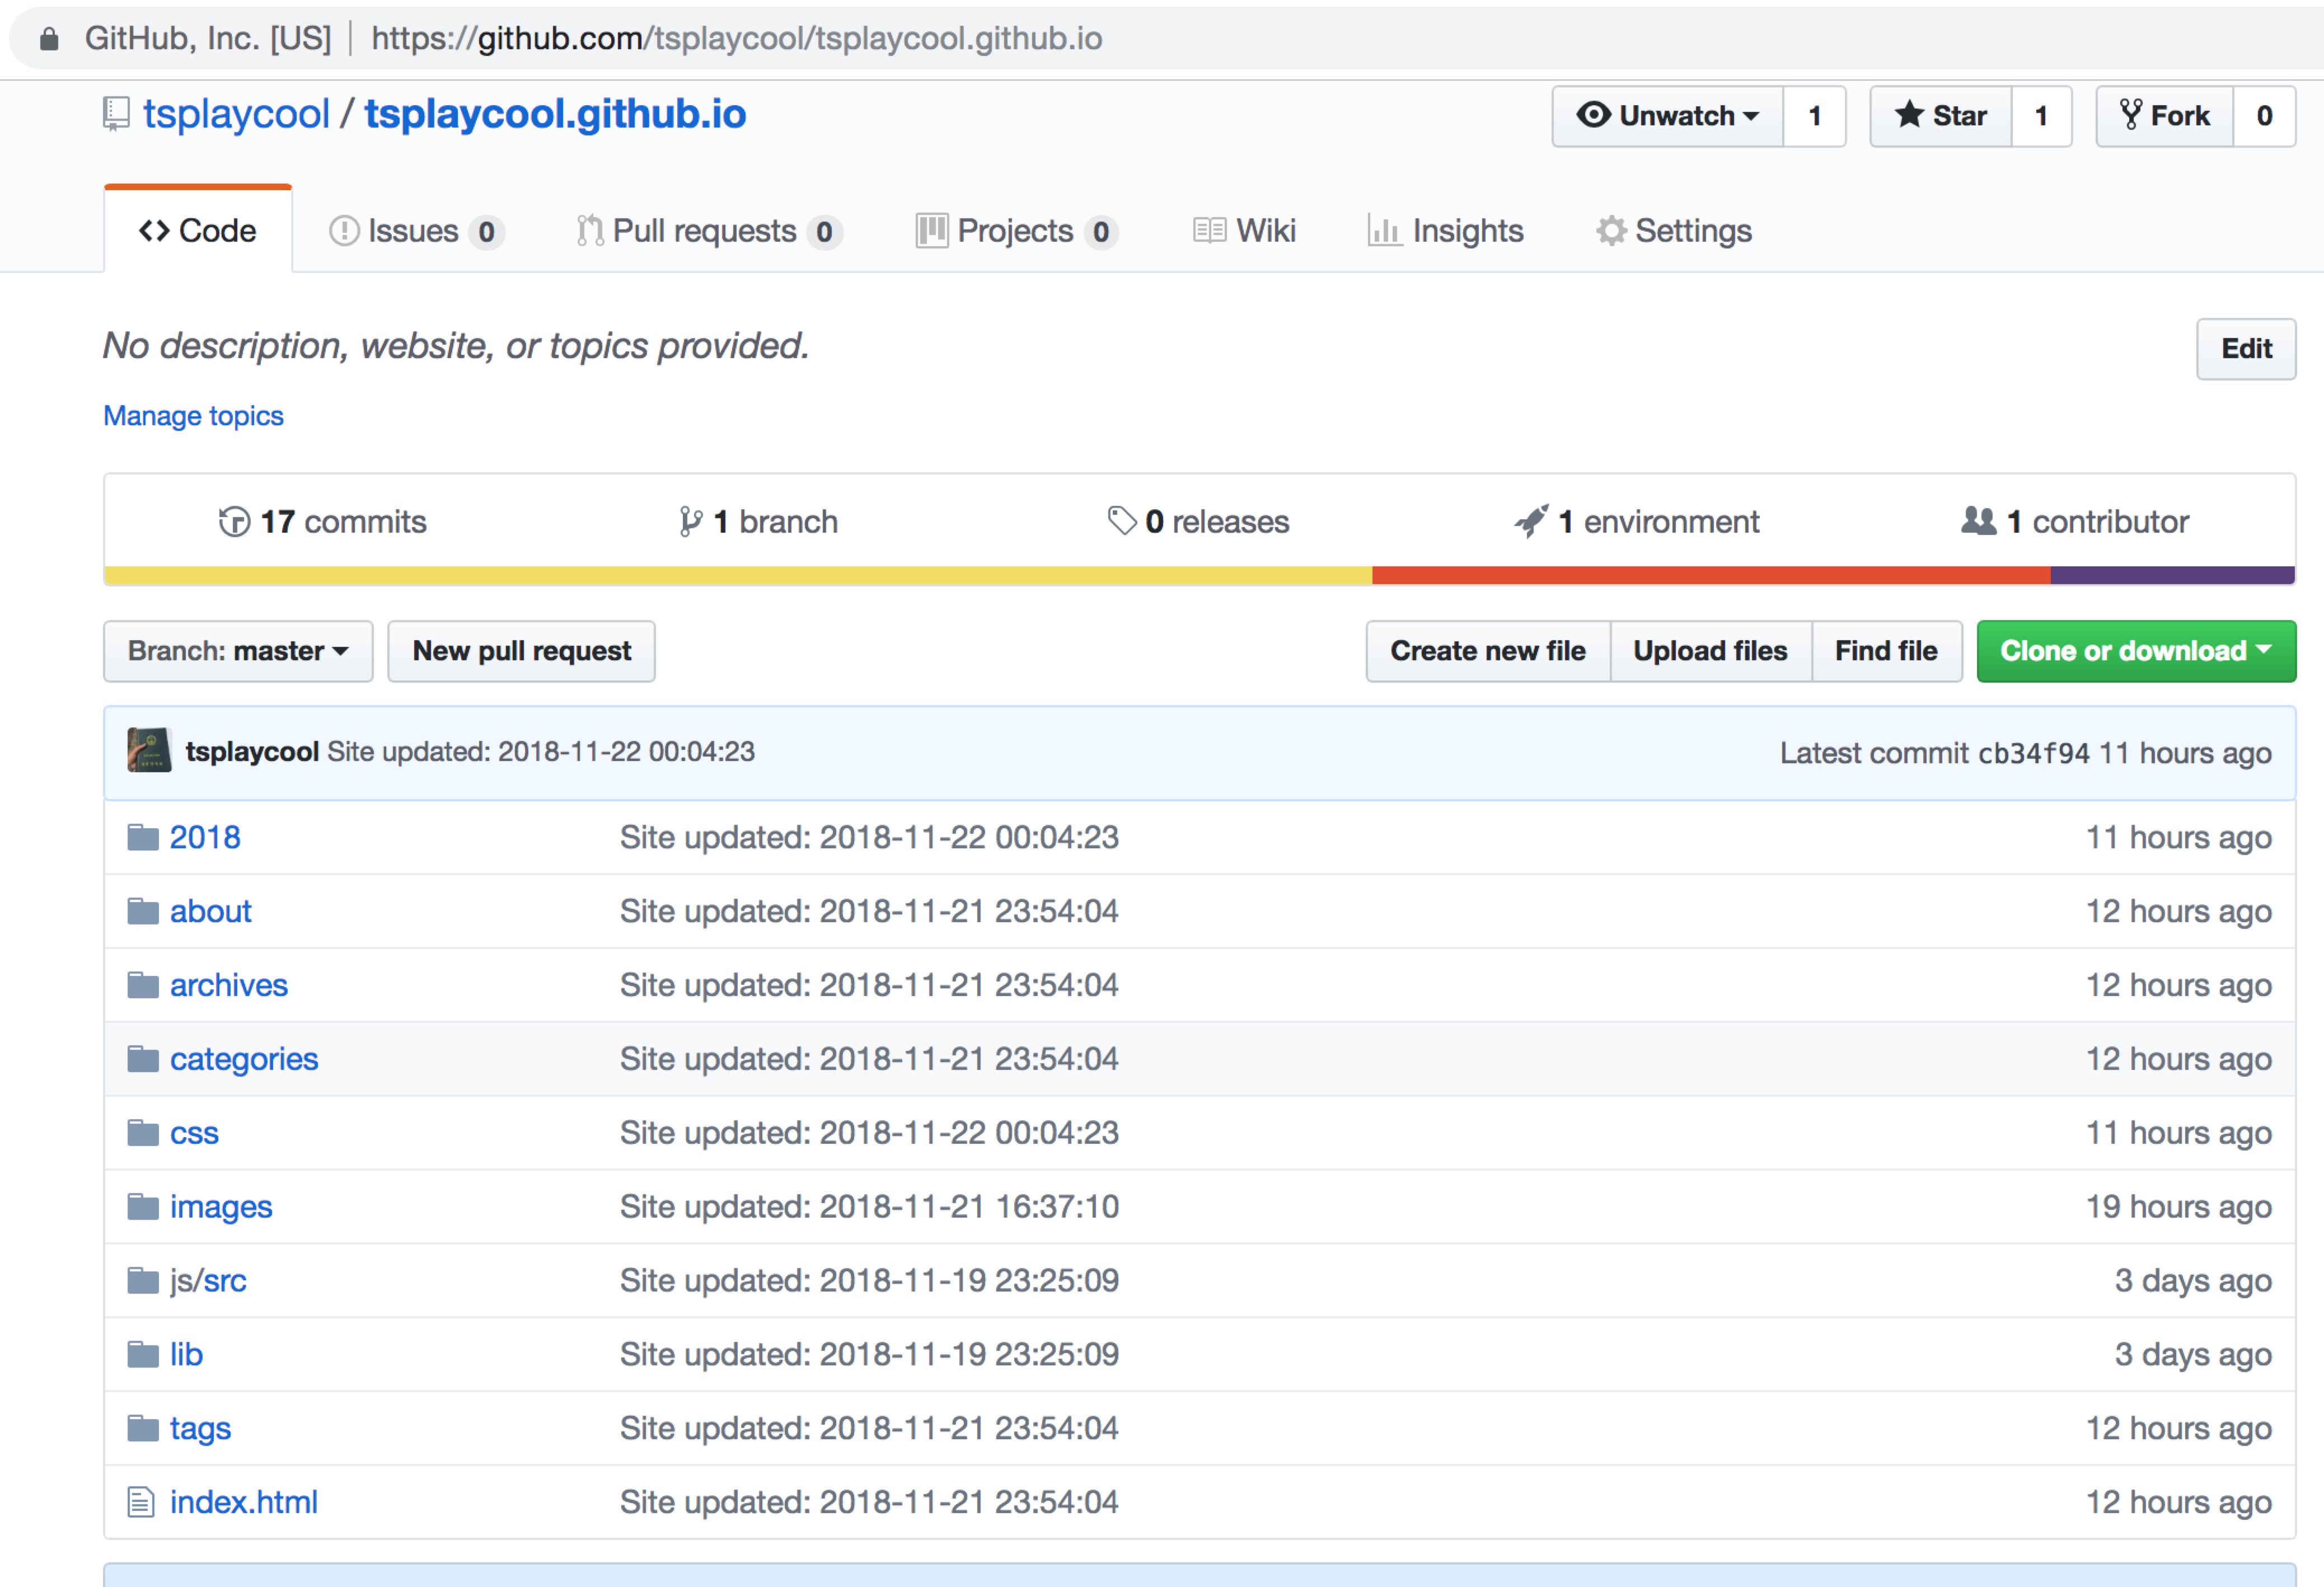 GitHub, Inc. [US] | https://github.com/tsplaycool/tsplaycool.github.io
tsplaycool / tsplaycool.github.io Unwatch 1 Star 1 Fork 0
Code Issues 0 Pull requests 0 Projects 0 Wiki Insights Settings
No description, website, or topics provided. Edit
Manage topics
17 commits 1 branch 0 releases 1 environment 1 contributor
Branch: master New pull request Create new file Upload files Find file Clone or download
tsplaycool Site updated: 2018-11-22 00:04:23 Latest commit cb34f94 11 hours ago
2018 Site updated: 2018-11-22 00:04:23 11 hours ago
about Site updated: 2018-11-21 23:54:04 12 hours ago
archives Site updated: 2018-11-21 23:54:04 12 hours ago
categories Site updated: 2018-11-21 23:54:04 12 hours ago
css Site updated: 2018-11-22 00:04:23 11 hours ago
images Site updated: 2018-11-21 16:37:10 19 hours ago
js/src Site updated: 2018-11-19 23:25:09 3 days ago
lib Site updated: 2018-11-19 23:25:09 3 days ago
tags Site updated: 2018-11-21 23:54:04 12 hours ago
index.html Site updated: 2018-11-21 23:54:04 12 hours ago